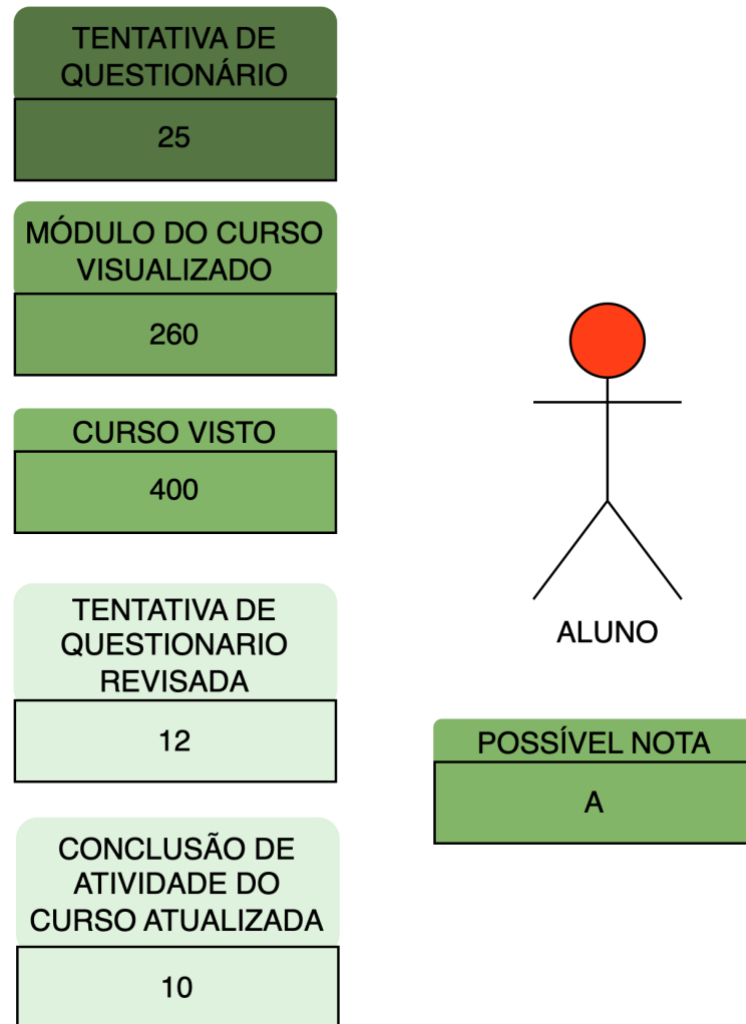 TENTATIVA DE
QUESTIONÁRIO
25
MÓDULO DO CURSO
VISUALIZADO
260
CURSO VISTO
400
TENTATIVA DE
QUESTIONARIO
REVISADA
12
CONCLUSÃO DE
ATIVIDADE DO
CURSO ATUALIZADA
10
ALUNO
POSSÍVEL NOTA
A